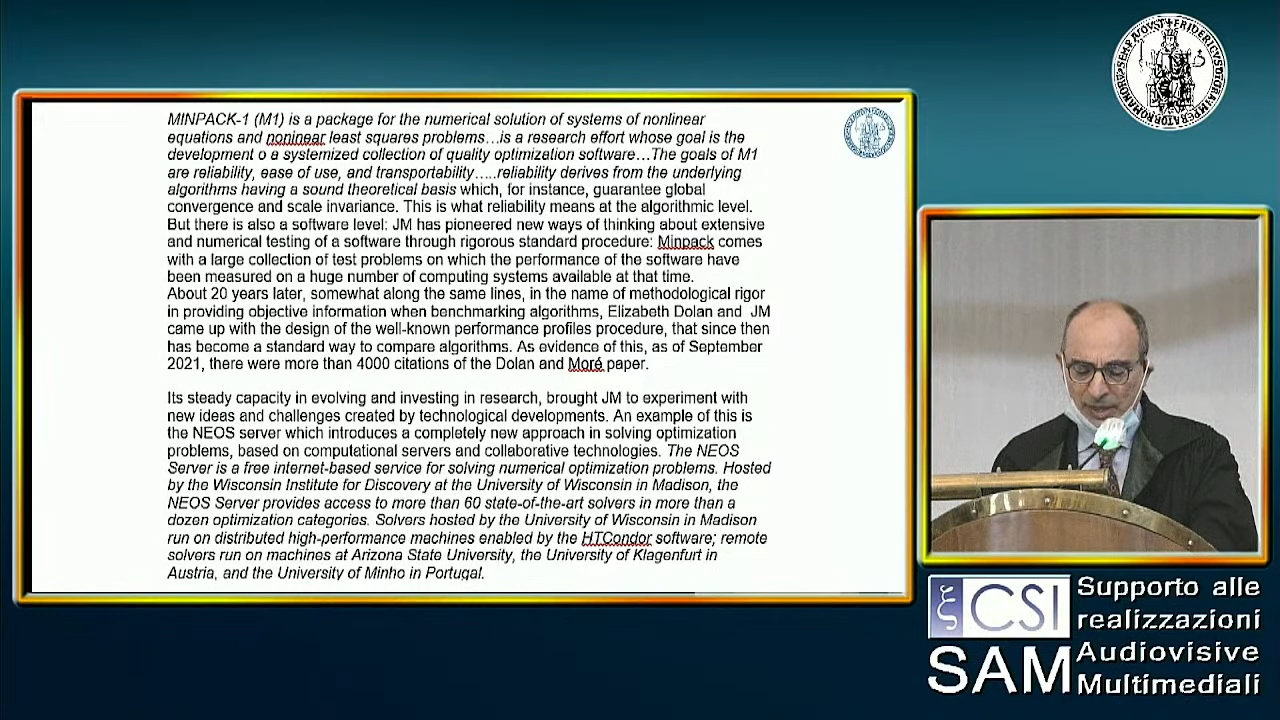 MINPACK-1 (M1) is a package for the numerical solution of systems of nonlinear
equations and noninear least squares problems…is a research effort whose goal is the
development o a systemized collection of quality optimization software…The goals of M1
are reliability, ease of use, and transportability…..reliability derives from the underlying
algorithms having a sound theoretical basis which, for instance, guarantee global
convergence and scale invariance. This is what reliability means at the algorithmic level.
But there is also a software level: JM has pioneered new ways of thinking about extensive
and numerical testing of a software through rigorous standard procedure: Minpack comes
with a large collection of test problems on which the performance of the software have
been measured on a huge number of computing systems available at that time.
About 20 years later, somewhat along the same lines, in the name of methodological rigor
in providing objective information when benchmarking algorithms, Elizabeth Dolan and JM
came up with the design of the well-known performance profiles procedure, that since then
has become a standard way to compare algorithms. As evidence of this, as of September
2021, there were more than 4000 citations of the Dolan and Moré paper.
Its steady capacity in evolving and investing in research, brought JM to experiment with
new ideas and challenges created by technological developments. An example of this is
the NEOS server which introduces a completely new approach in solving optimization
problems, based on computational servers and collaborative technologies. The NEOS
Server is a free internet-based service for solving numerical optimization problems. Hosted
by the Wisconsin Institute for Discovery at the University of Wisconsin in Madison, the
NEOS Server provides access to more than 60 state-of-the-art solvers in more than a
dozen optimization categories. Solvers hosted by the University of Wisconsin in Madison
run on distributed high-performance machines enabled by the HTCondor software; remote
solvers run on machines at Arizona State University, the University of Klagenfurt in
Austria, and the University of Minho in Portugal.
ξ CSI
SAM
Supporto alle
realizzazioni
Audiovisive
Multimediali